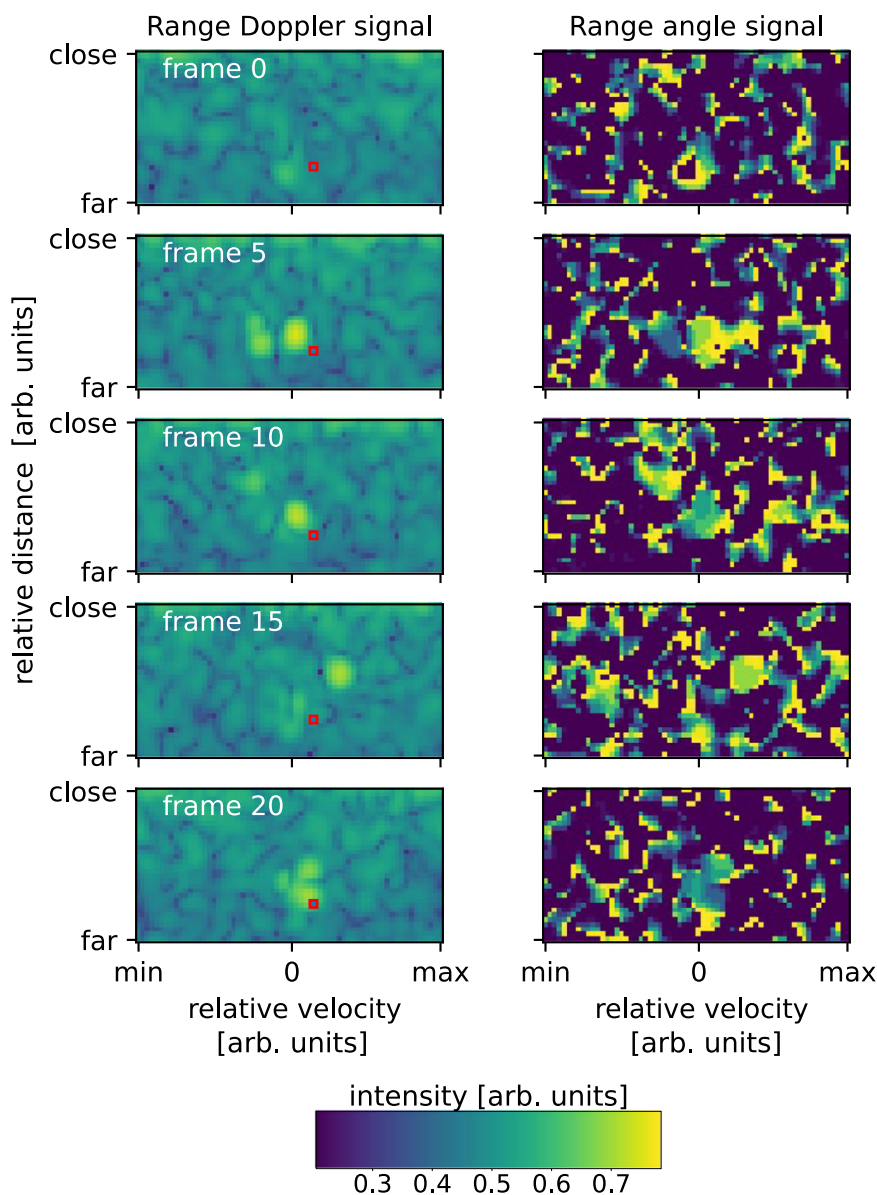 Range Doppler signal
Range angle signal
close
frame 0
far
close
frame 5
far
close
frame 10
far
close
frame 15
far
close
frame 20
far
relative distance [arb. units]
min
0
max
min
0
max
relative velocity
[arb. units]
relative velocity
[arb. units]
intensity [arb. units]
0.3
0.4
0.5
0.6
0.7